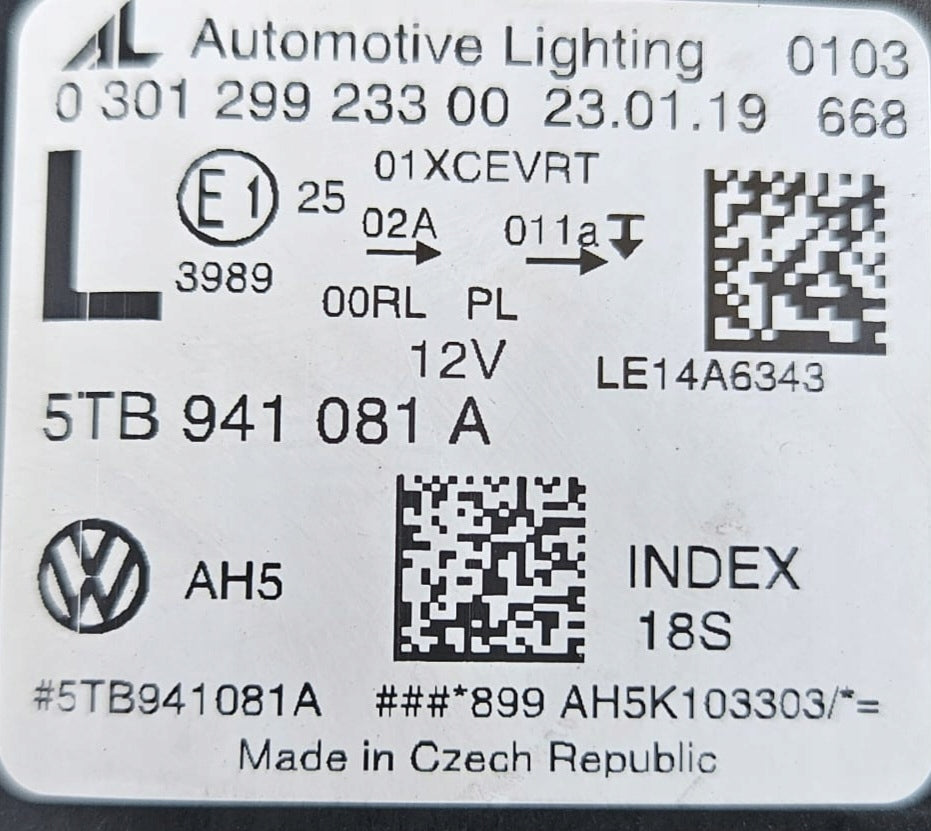 AL Automotive Lighting 0103
0 301 299 233 00 23.01.19 668
L E1 25 01XCEVRT
02A 011a
3989
00RL PL
12V
LE14A6343
5TB 941 081 A
VW AH5
INDEX
18S
#5TB941081A ###*899 AH5K103303/*=
Made in Czech Republic